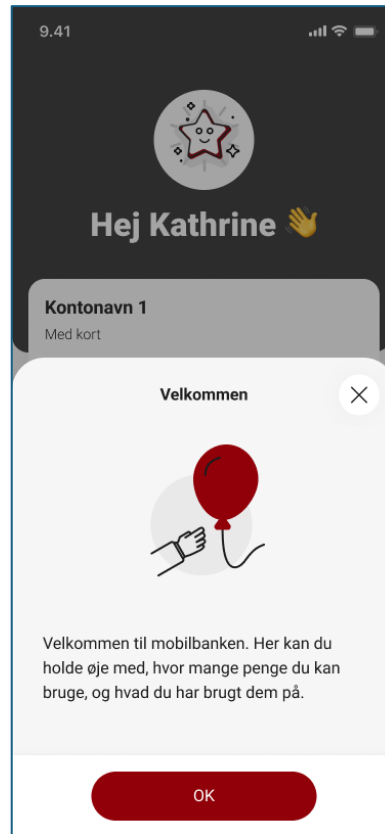 9.41
Hej Kathrine 👋
Kontonavn 1
Med kort
Velkommen
Velkommen til mobilbanken. Her kan du
holde øje med, hvor mange penge du kan
bruge, og hvad du har brugt dem på.
OK